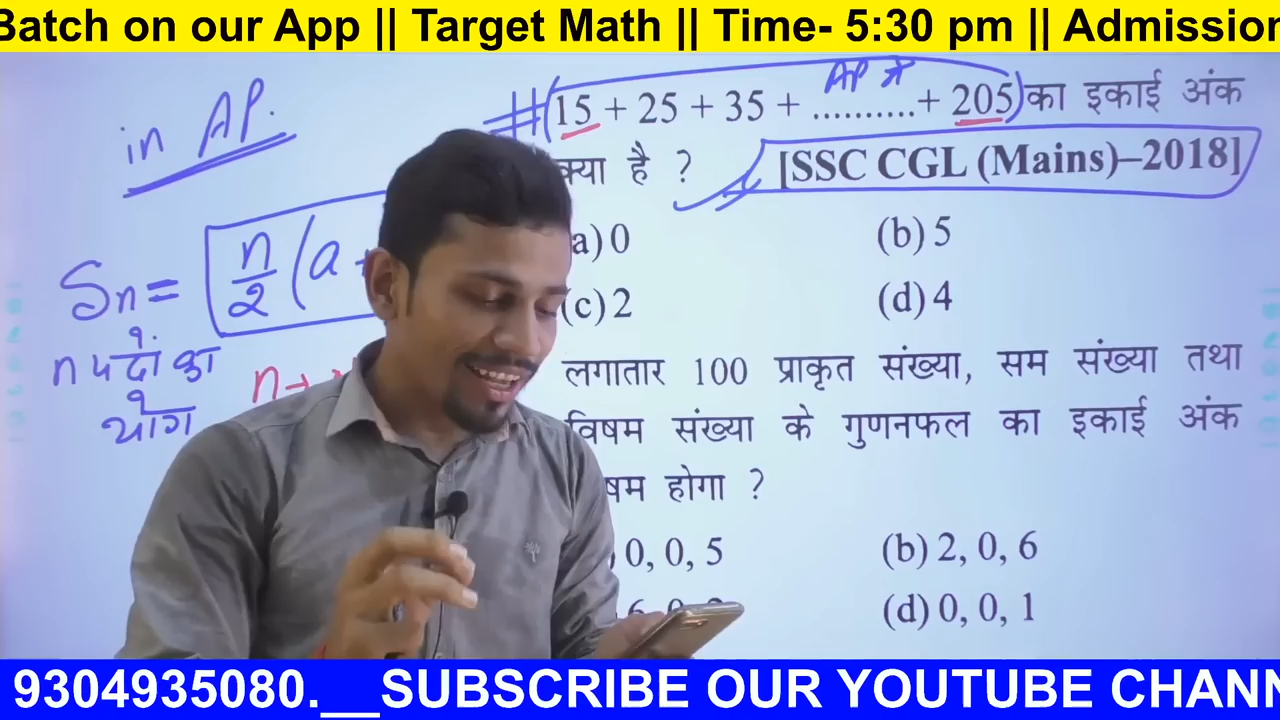 Batch on our App || Target Math || Time- 5:30 pm || Admission
in AP.
AP
(15 + 25 + 35 + ..........+ 205) का इकाई अंक
क्या है ?
[SSC CGL (Mains)–2018]
(a) 0
(b) 5
(c) 2
(d) 4
Sn = n/2 (a +
n पदों का
योग
n →
लगातार 100 प्राकृत संख्या, सम संख्या तथा
विषम संख्या के गुणनफल का इकाई अंक
होगा ?
) 0, 0, 5
(b) 2, 0, 6
(d) 0, 0, 1
9304935080.__SUBSCRIBE OUR YOUTUBE CHANN